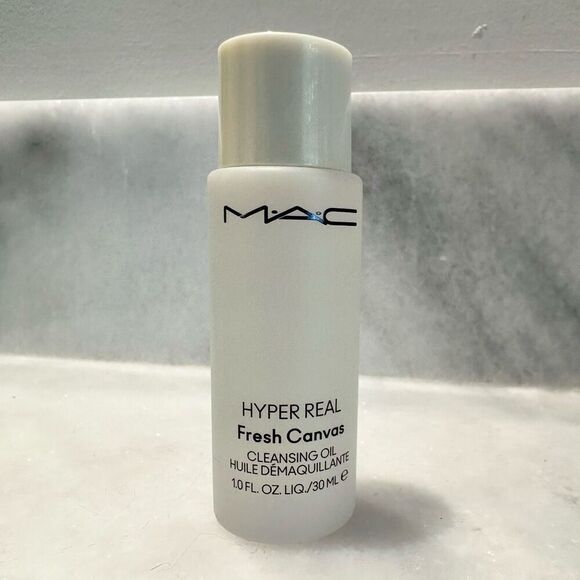 M·A·C
HYPER REAL
Fresh Canvas
CLEANSING OIL
HUILE DÉMAQUILLANTE
1.0 FL. OZ. LIQ./30 ML ℮